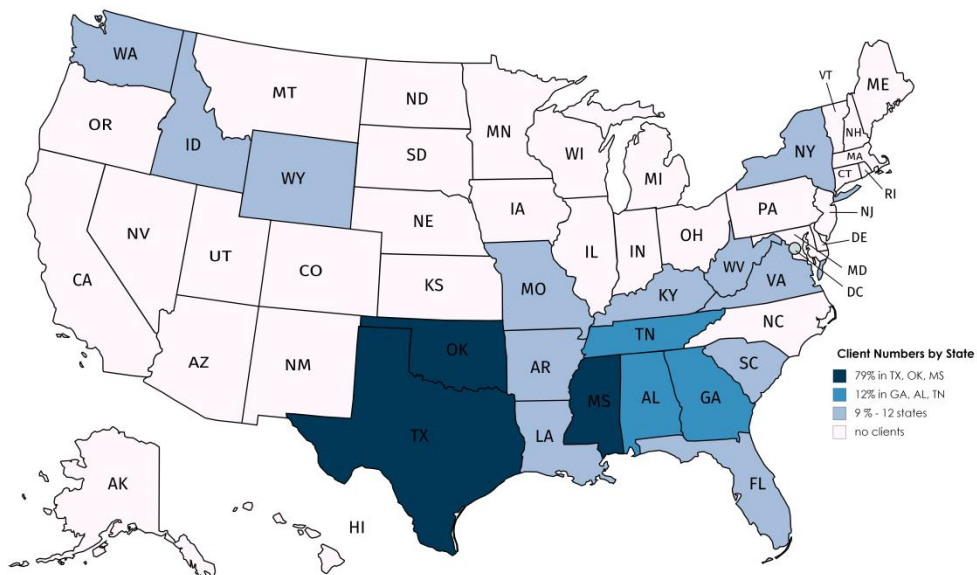 WA
MT
ND
MN
VT
ME
OR
ID
SD
WI
NH
NY
MA
WY
MI
CT
RI
NE
IA
PA
NJ
NV
UT
CO
IL
IN
OH
DE
CA
KS
MO
WV
VA
MD
KY
DC
AZ
NM
OK
AR
TN
NC
SC
TX
LA
MS
AL
GA
FL
AK
HI
Client Numbers by State
79% in TX, OK, MS
12% in GA, AL, TN
9 % - 12 states
no clients